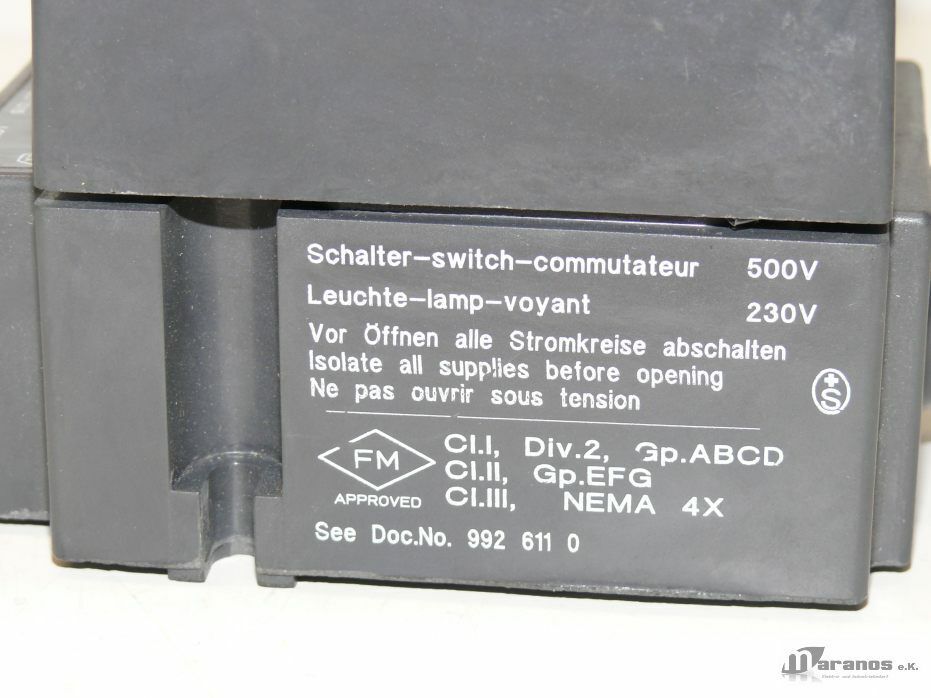 Schalter-switch-commutateur 500V
Leuchte-lamp-voyant 230V
Vor Öffnen alle Stromkreise abschalten
Isolate all supplies before opening
Ne pas ouvrir sous tension
+
S
FM
APPROVED
Cl.I, Div.2, Gp.ABCD
Cl.II, Gp.EFG
Cl.III, NEMA 4X
See Doc.No. 992 611 0
maranos e.K.